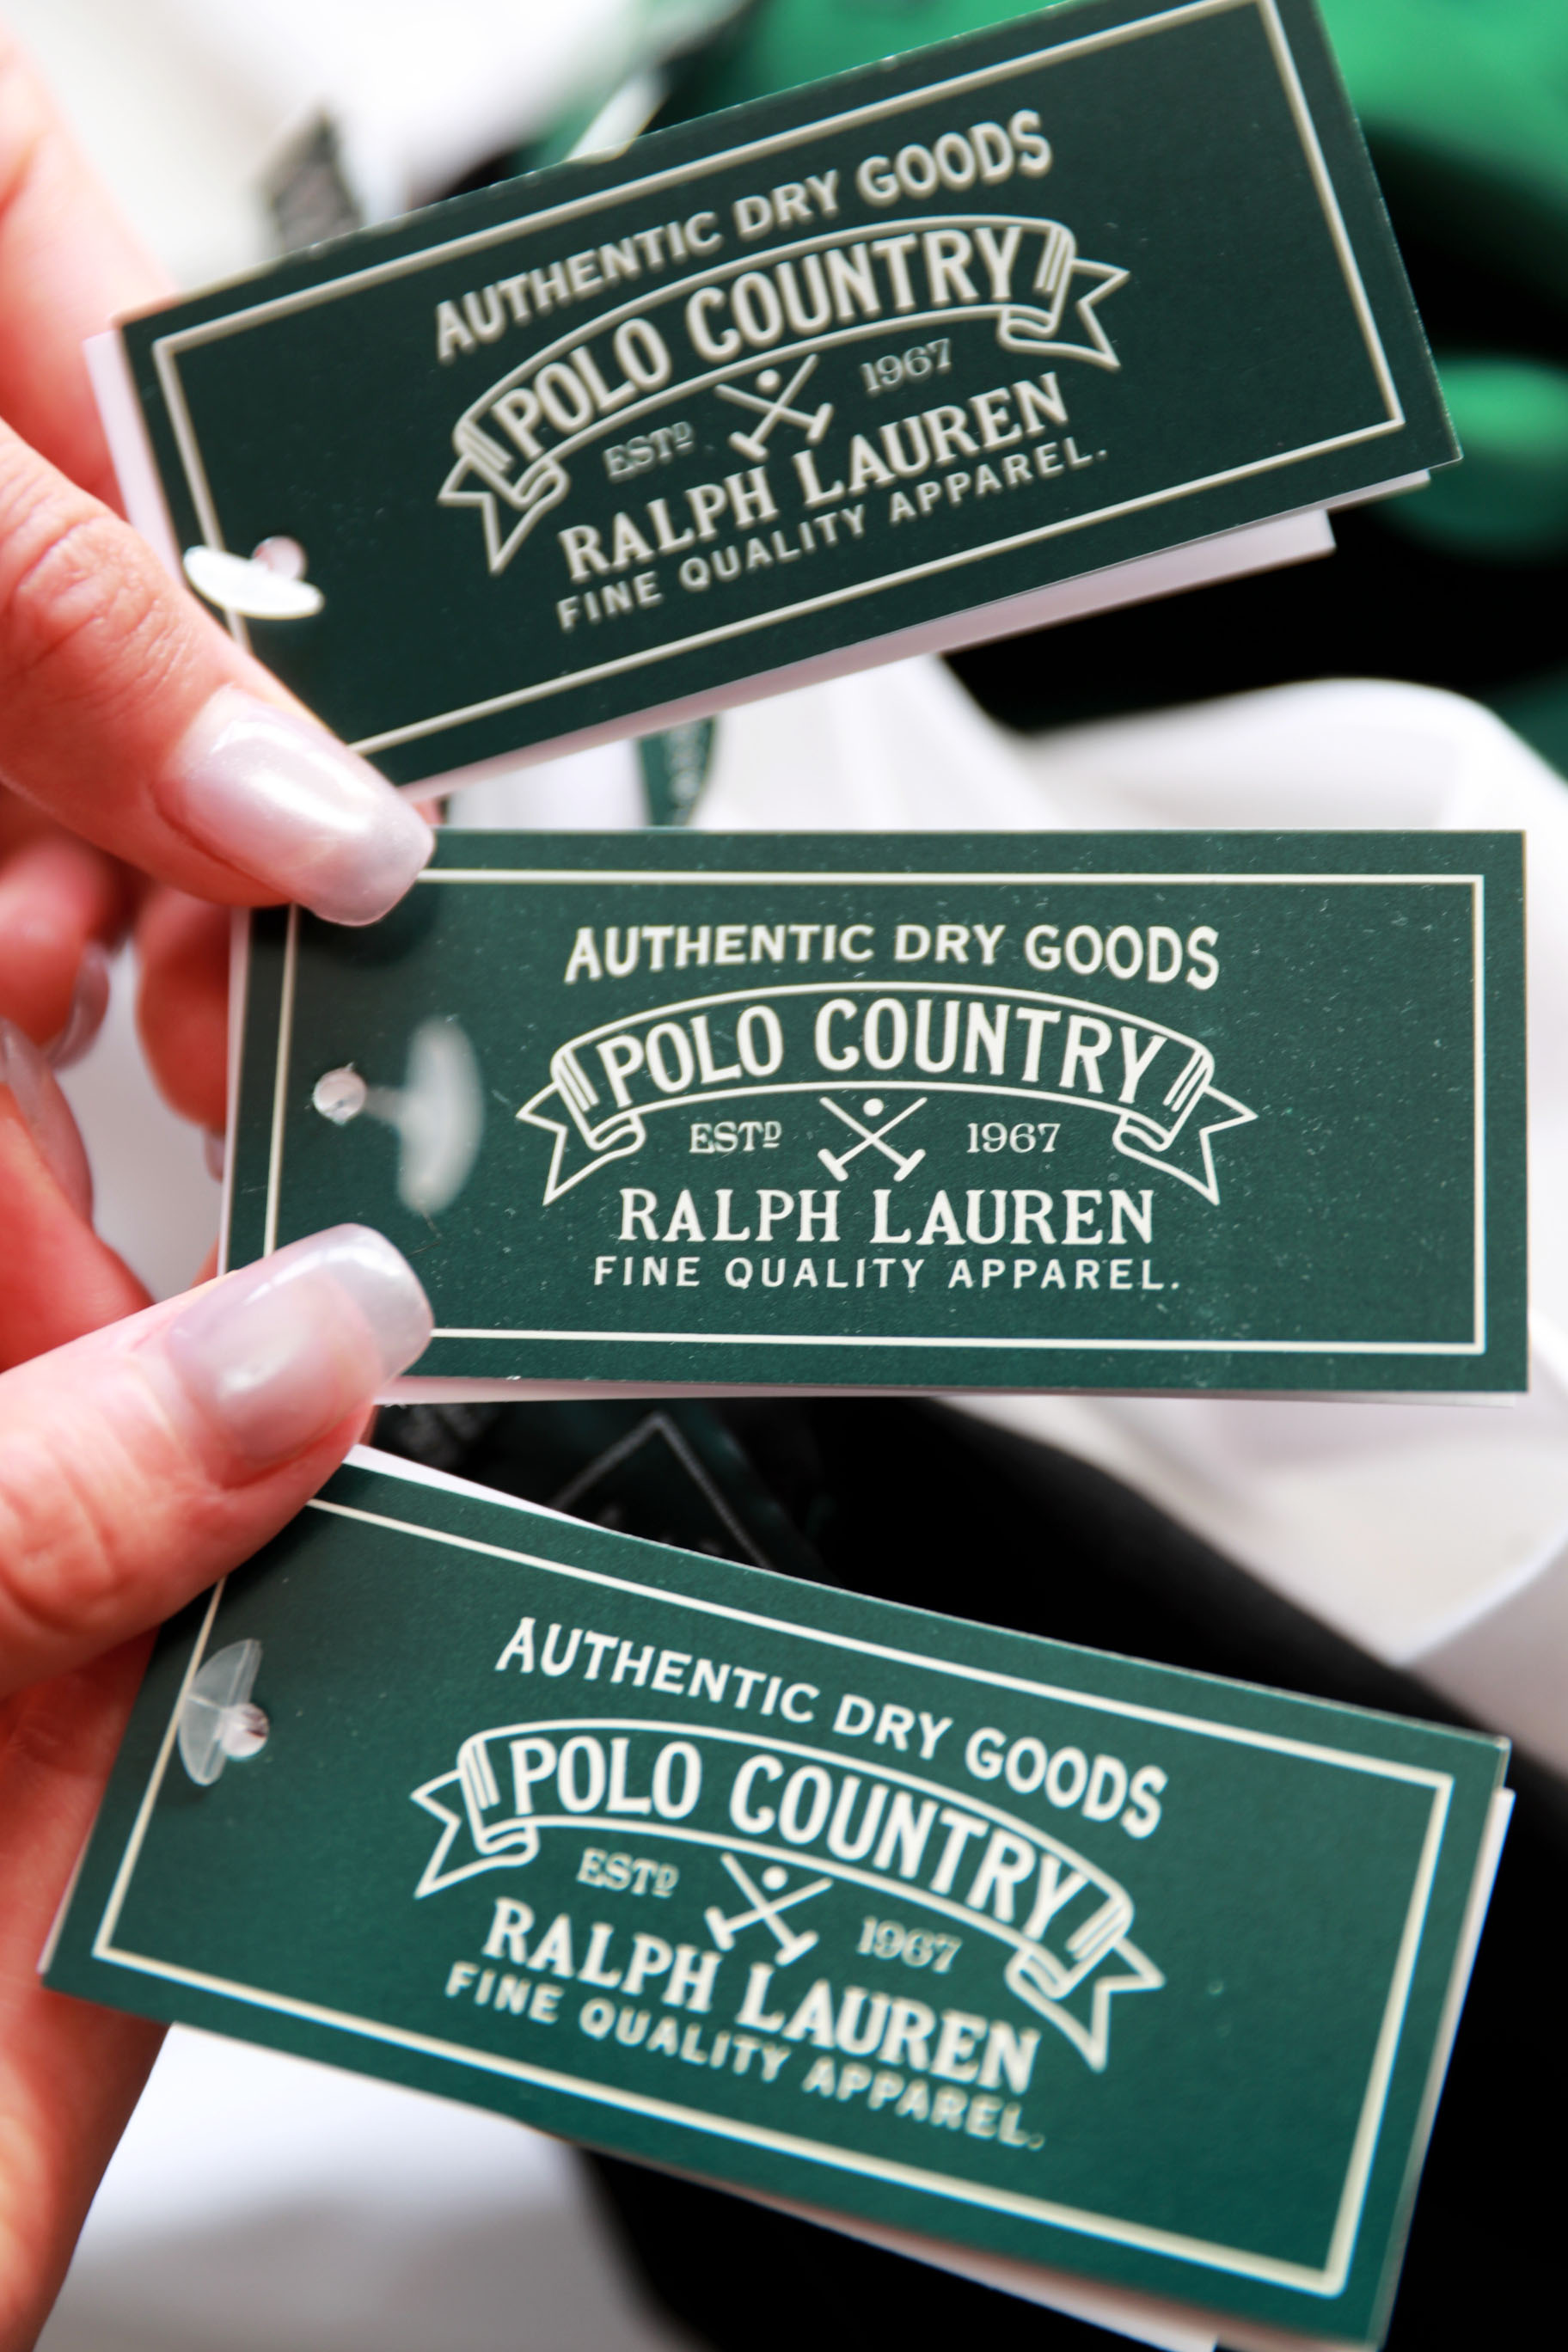 AUTHENTIC DRY GOODS
POLO COUNTRY
ESTD 1967
RALPH LAUREN
FINE QUALITY APPAREL.
AUTHENTIC DRY GOODS
POLO COUNTRY
ESTD 1967
RALPH LAUREN
FINE QUALITY APPAREL.
AUTHENTIC DRY GOODS
POLO COUNTRY
ESTD 1967
RALPH LAUREN
FINE QUALITY APPAREL.